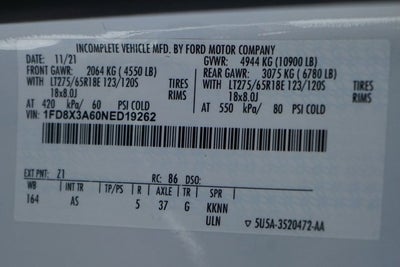 INCOMPLETE VEHICLE MFD. BY FORD MOTOR COMPANY
DATE: 11/21 GVWR: 4944 KG (10900 LB)
FRONT GAWR: 2064 KG (4550 LB) REAR GAWR: 3075 KG (6780 LB)
WITH LT275/65R18E 123/120S TIRES WITH LT275/65R18E 123/120S TIRES
18x8.0J RIMS 18x8.0J RIMS
AT 420 kPa/ 60 PSI COLD AT 550 kPa/ 80 PSI COLD
VIN: 1FD8X3A60NED19262
EXT PNT: Z1 RC: 86 DSO:
WB INT TR TP/PS R AXLE TR SPR
164 AS 5 37 G KKNN
ULN ▽ 5U5A-3520472-AA